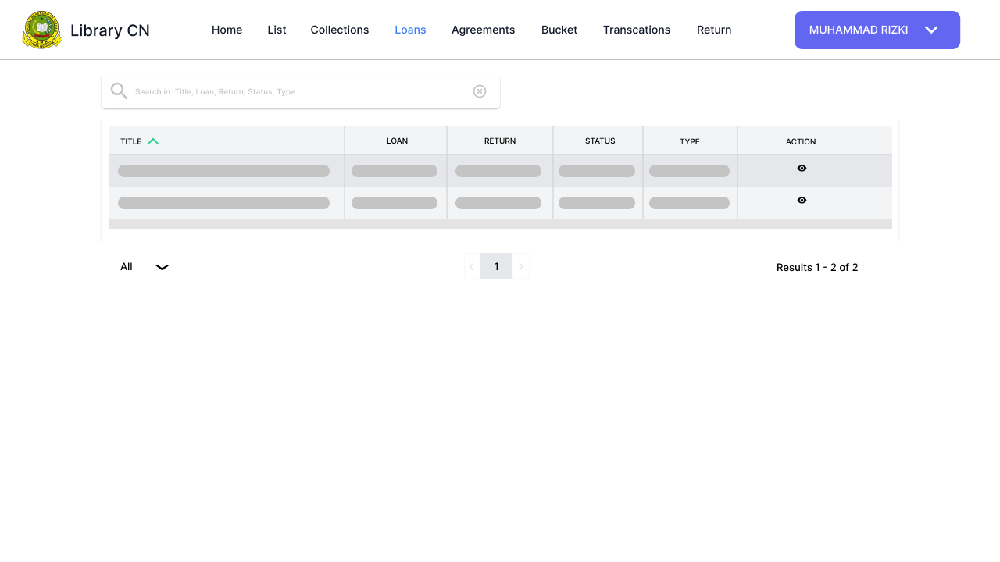 Library CN
Home List Collections Loans Agreements Bucket Transcations Return
MUHAMMAD RIZKI
Search in Title, Loan, Return, Status, Type
TITLE LOAN RETURN STATUS TYPE ACTION
All 1 Results 1 - 2 of 2